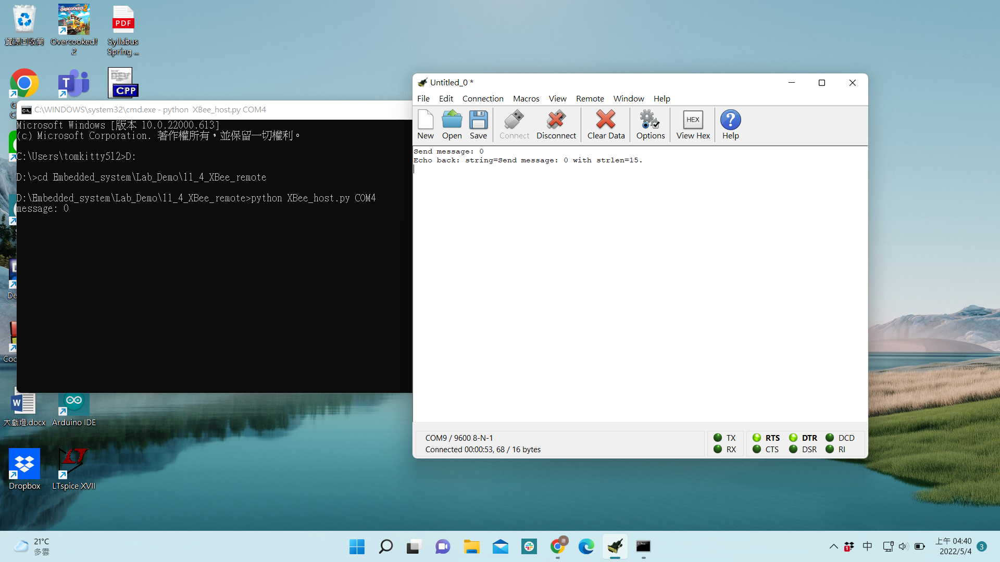 資源回收筒
Overcooked! 2
PDF
Syllabus Spring ...
T
CPP
C:\WINDOWS\system32\cmd.exe - python  XBee_host.py COM4
Microsoft Windows [版本 10.0.22000.613]
(c) Microsoft Corporation. 著作權所有，並保留一切權利。
C:\Users\tomkitty512>D:
D:\>cd Embedded_system\Lab_Demo\11_4_XBee_remote
D:\Embedded_system\Lab_Demo\11_4_XBee_remote>python XBee_host.py COM4
message: 0
Untitled_0 *
File Edit Connection Macros View Remote Window Help
HEX
New Open Save Connect Disconnect Clear Data Options View Hex Help
Send message: 0
Echo back: string=Send message: 0 with strlen=15.
COM9 / 9600 8-N-1
Connected 00:00:53, 68 / 16 bytes
TX RTS DTR DCD
RX CTS DSR RI
W
大戲燈.docx
Arduino IDE
Dropbox
LTspice XVII
21°C
多雲
1
中
上午 04:40
2022/5/4
3